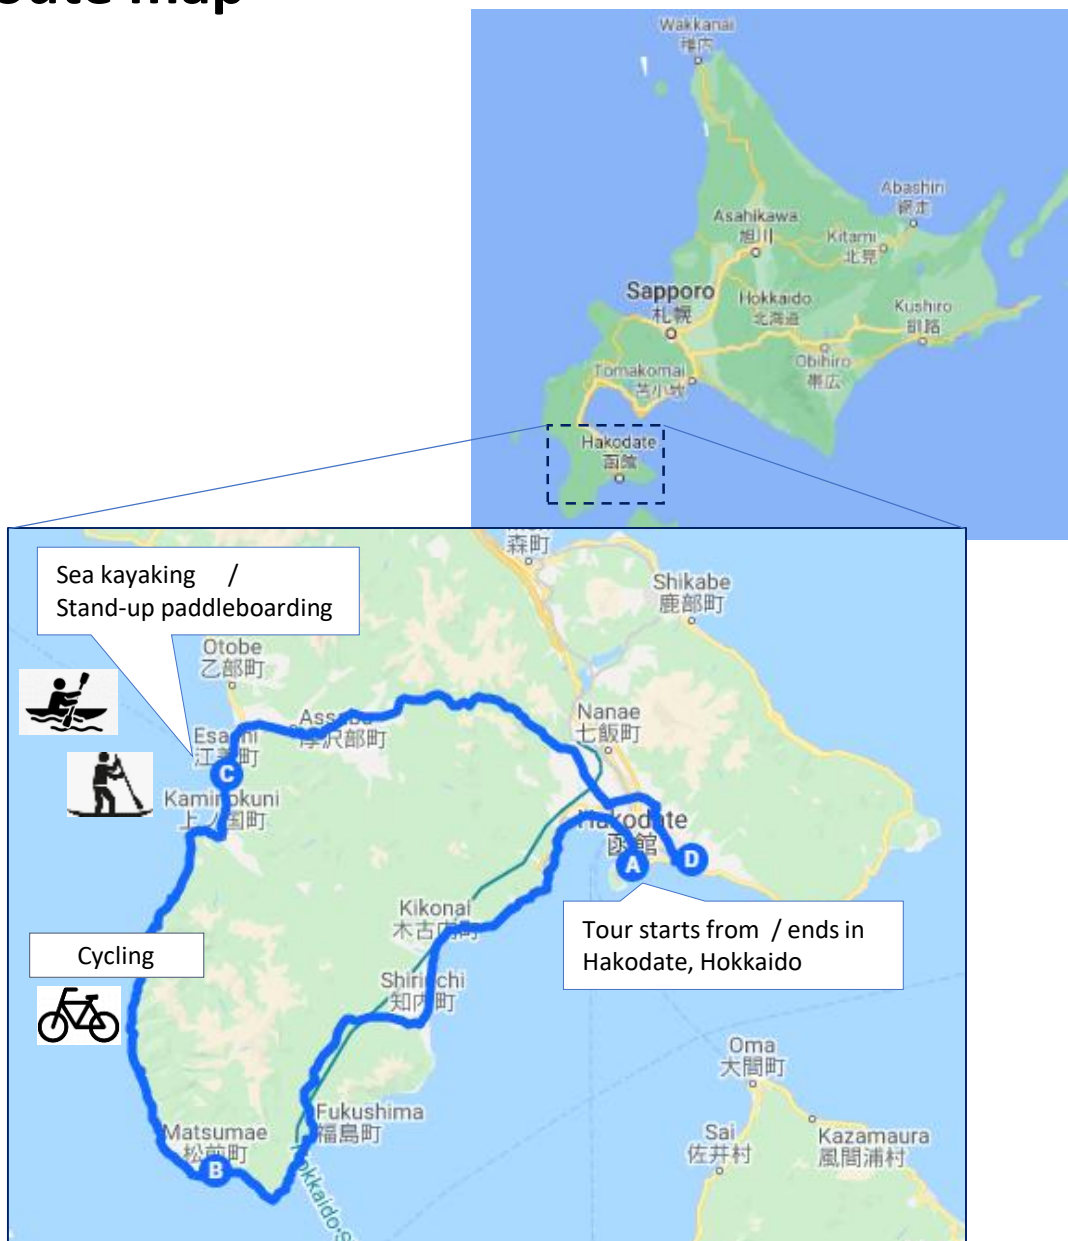 Wakkanai
稚内
Abashiri
網走
Asahikawa
旭川
Kitami
北見
Sapporo
札幌
Hokkaido
北海道
Kushiro
釧路
Obihiro
帯広
Tomakomai
苫小牧
Hakodate
函館
森町
Sea kayaking /
Stand-up paddleboarding
Shikabe
鹿部町
Otobe
乙部町
Nanae
七飯町
C
Hakodate
函館
A
D
Kikonai
Tour starts from / ends in
Hakodate, Hokkaido
Cycling
Oma
大間町
Fukushima
福島町
Matsumae
B
Sai
佐井村
Kazamaura
風間浦村